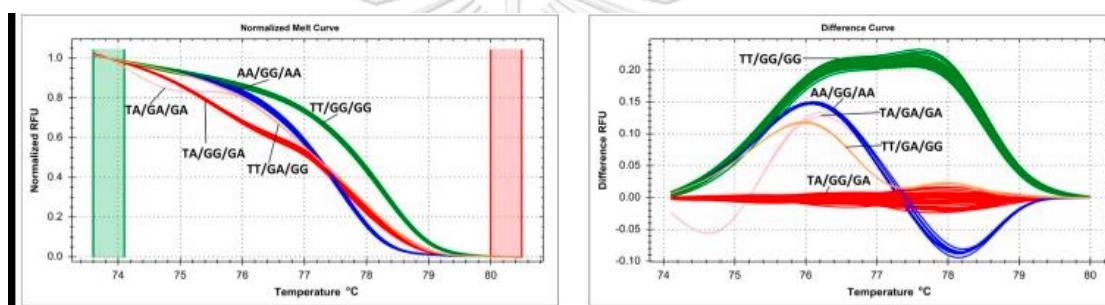 Normalized Melt Curve
Normalized RFU
1.0
0.8
0.6
0.4
0.2
0.0
AA/GG/AA
TT/GG/GG
TA/GA/GA
TA/GG/GA
TT/GA/GG
74
75
76
77
78
79
80
Temperature °C
Difference Curve
Difference RFU
0.20
0.15
0.10
0.05
0.00
-0.05
-0.10
TT/GG/GG
AA/GG/AA
TA/GA/GA
TT/GA/GG
TA/GG/GA
74
75
76
77
78
79
80
Temperature °C